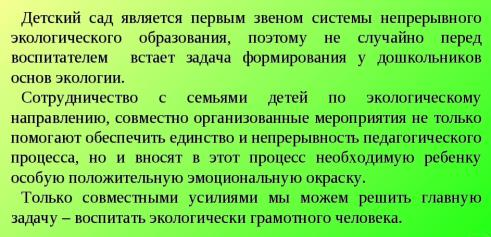 Детский сад является первым звеном системы непрерывного
экологического образования, поэтому не случайно перед
воспитателем встает задача формирования у дошкольников
основ экологии.
Сотрудничество с семьями детей по экологическому
направлению, совместно организованные мероприятия не только
помогают обеспечить единство и непрерывность педагогического
процесса, но и вносят в этот процесс необходимую ребенку
особую положительную эмоциональную окраску.
Только совместными усилиями мы можем решить главную
задачу – воспитать экологически грамотного человека.